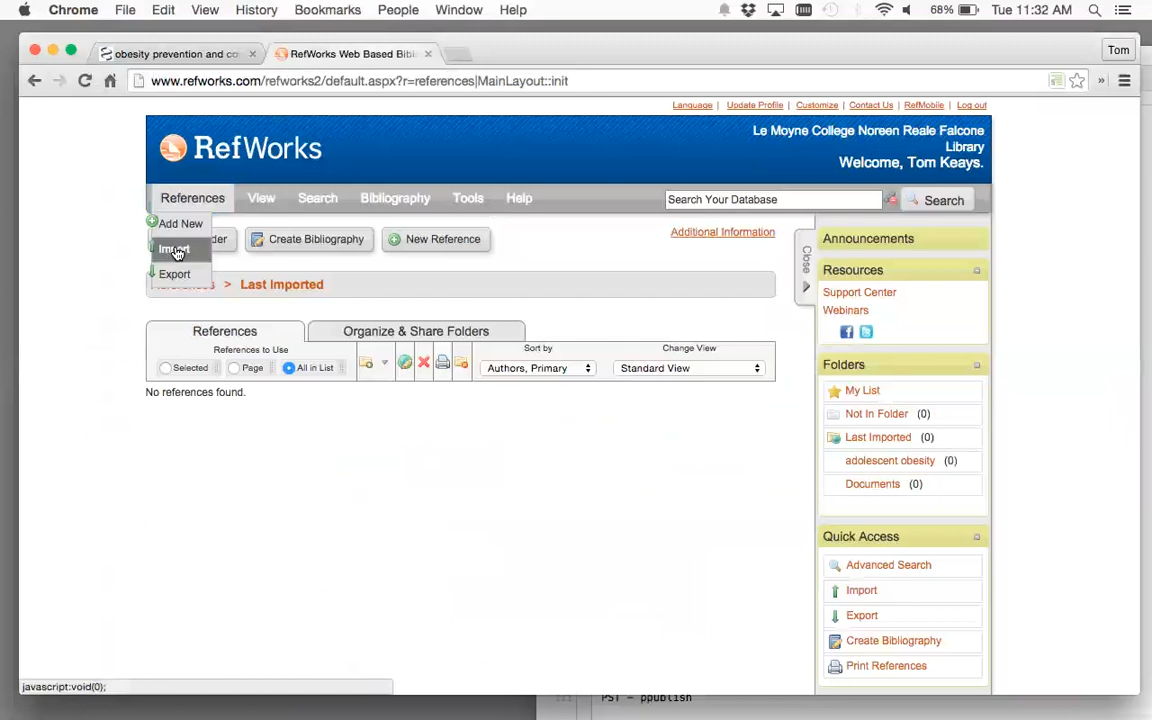 Chrome File Edit View History Bookmarks People Window Help 68% Tue 11:32 AM
obesity prevention and co RefWorks Web Based Bibl Tom
www.refworks.com/refworks2/default.aspx?r=references|MainLayout::init
Language | Update Profile | Customize | Contact Us | RefMobile | Log out
RefWorks
Le Moyne College Noreen Reale Falcone
Library
Welcome, Tom Keays.
References View Search Bibliography Tools Help Search Your Database Search
Add New
Import
Export
Create Bibliography New Reference
Additional Information
> Last Imported
References Organize & Share Folders
References to Use Sort by Change View
Selected Page All in List Authors, Primary Standard View
No references found.
Close
Announcements
Resources
Support Center
Webinars
Folders
My List
Not In Folder (0)
Last Imported (0)
adolescent obesity (0)
Documents (0)
Quick Access
Advanced Search
Import
Export
Create Bibliography
Print References
javascript:void(0);
PST - ppublish